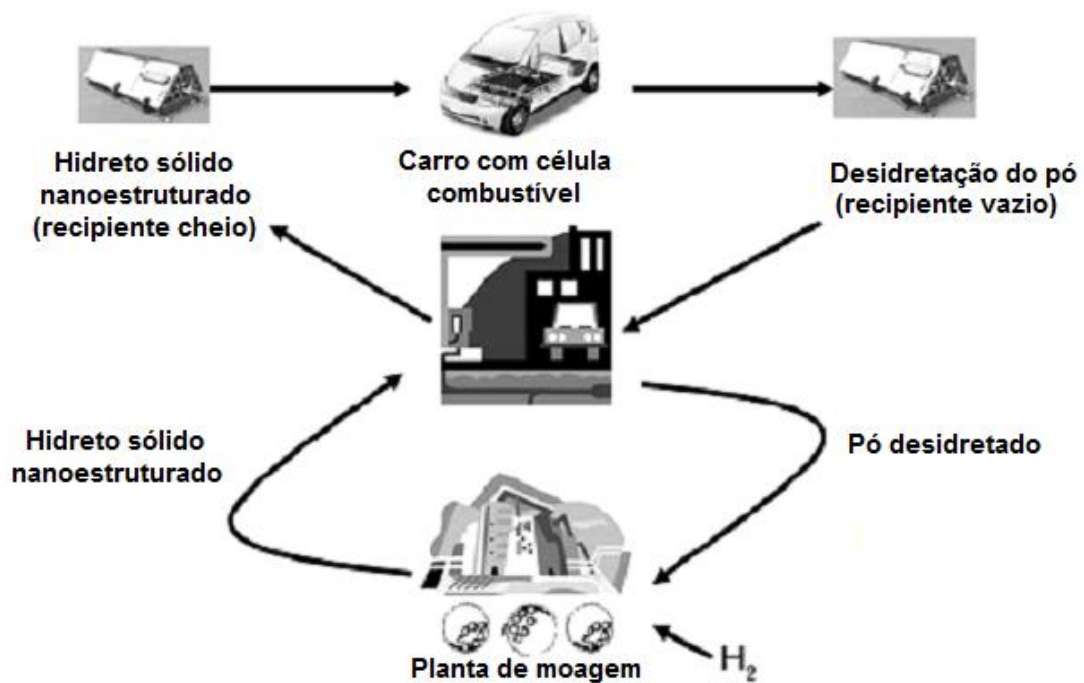 Hidreto sólido
nanoestruturado
(recipiente cheio)
Carro com célula
combustível
Desidretação do pó
(recipiente vazio)
Hidreto sólido
nanoestruturado
Pó desidretado
Planta de moagem
H₂